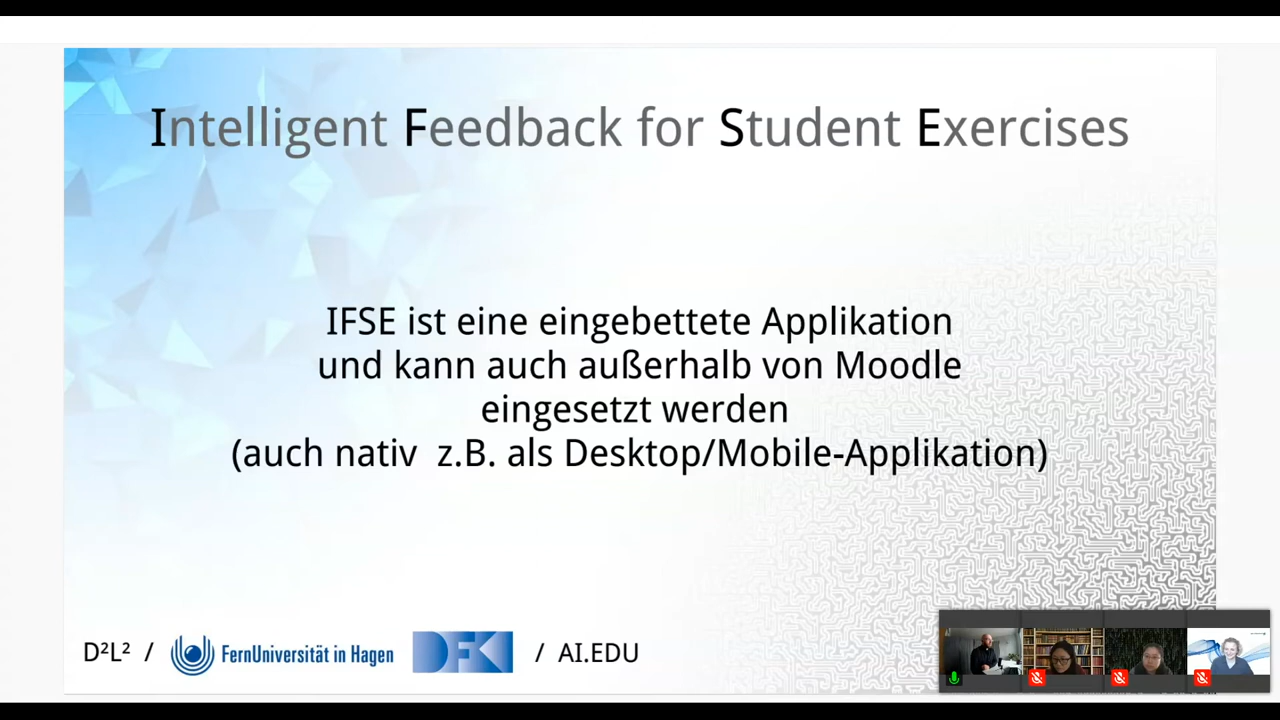 Intelligent Feedback for Student Exercises
IFSE ist eine eingebettete Applikation
und kann auch außerhalb von Moodle
eingesetzt werden
(auch nativ  z.B. als Desktop/Mobile-Applikation)
D²L² / FernUniversität in Hagen DFKI / AI.EDU